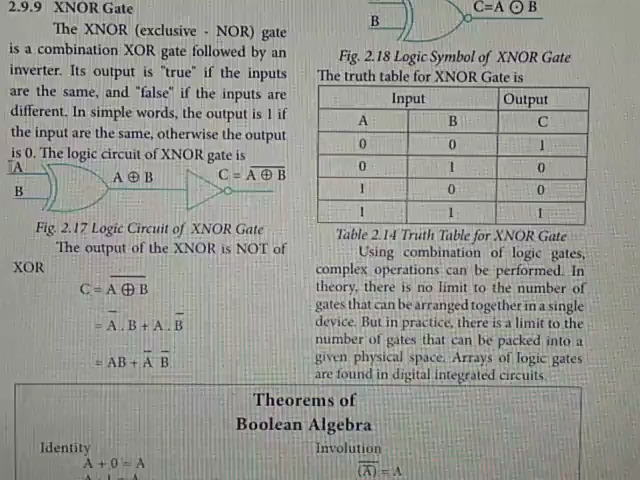 2.9.9 XNOR Gate
The XNOR (exclusive - NOR) gate
is a combination XOR gate followed by an
inverter. Its output is "true" if the inputs
are the same, and "false" if the inputs are
different. In simple words, the output is 1 if
the input are the same, otherwise the output
is 0. The logic circuit of XNOR gate is
A
B
A ⊕ B
C = A̅ ̅⊕̅ ̅B̅
Fig. 2.17 Logic Circuit of XNOR Gate
The output of the XNOR is NOT of
XOR
C = A̅ ̅⊕̅ ̅B̅
= A̅ . B + A . B̅
= AB + A̅ B̅
B
C=A ⊙ B
Fig. 2.18 Logic Symbol of XNOR Gate
The truth table for XNOR Gate is
Input Output
A B C
0 0 1
0 1 0
1 0 0
1 1 1
Table 2.14 Truth Table for XNOR Gate
Using combination of logic gates,
complex operations can be performed. In
theory, there is no limit to the number of
gates that can be arranged together in a single
device. But in practice, there is a limit to the
number of gates that can be packed into a
given physical space. Arrays of logic gates
are found in digital integrated circuits.
Theorems of
Boolean Algebra
Identity
A + 0 = A
Involution
(A̅)̅ = A